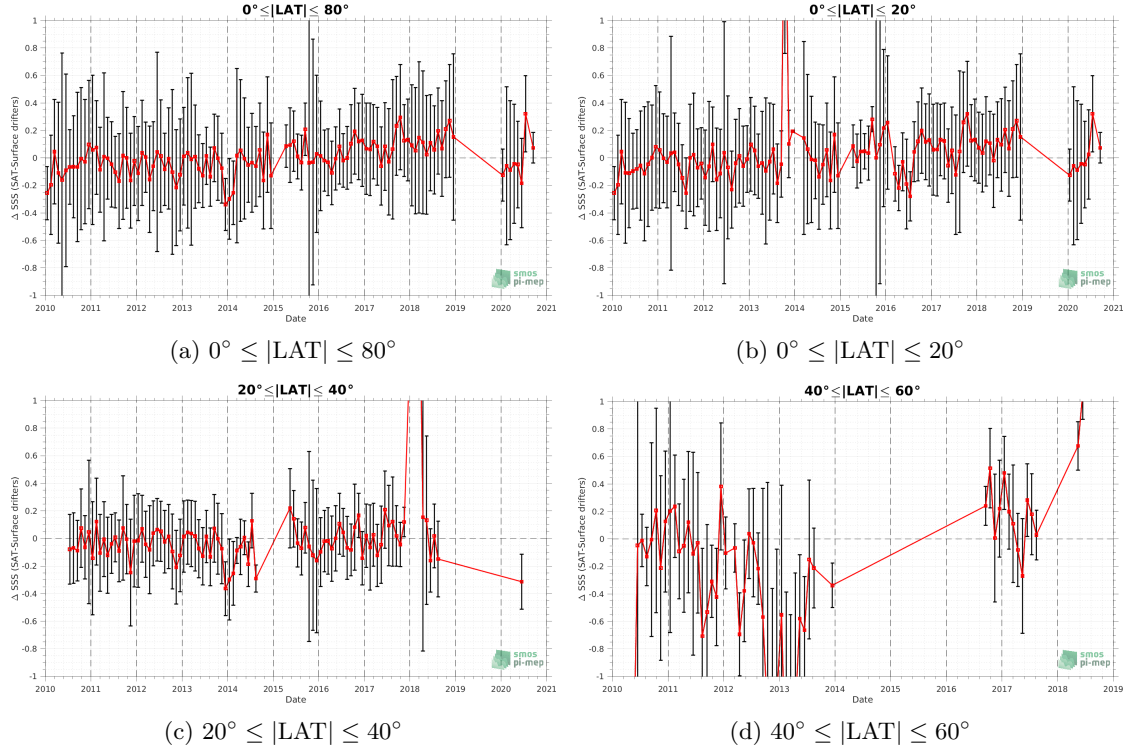 0°≤|LAT|≤ 80°
Δ SSS (SAT-Surface drifters)
1
0.8
0.6
0.4
0.2
0
-0.2
-0.4
-0.6
-0.8
-1
2010 2011 2012 2013 2014 2015 2016 2017 2018 2019 2020 2021
Date
smos
pi-mep
(a) 0° ≤ |LAT| ≤ 80°
0°≤|LAT|≤ 20°
Δ SSS (SAT-Surface drifters)
1
0.8
0.6
0.4
0.2
0
-0.2
-0.4
-0.6
-0.8
-1
2010 2011 2012 2013 2014 2015 2016 2017 2018 2019 2020 2021
Date
smos
pi-mep
(b) 0° ≤ |LAT| ≤ 20°
20°≤|LAT|≤ 40°
Δ SSS (SAT-Surface drifters)
1
0.8
0.6
0.4
0.2
0
-0.2
-0.4
-0.6
-0.8
-1
2010 2011 2012 2013 2014 2015 2016 2017 2018 2019 2020 2021
Date
smos
pi-mep
(c) 20° ≤ |LAT| ≤ 40°
40°≤|LAT|≤ 60°
Δ SSS (SAT-Surface drifters)
1
0.8
0.6
0.4
0.2
0
-0.2
-0.4
-0.6
-0.8
-1
2010 2011 2012 2013 2014 2015 2016 2017 2018 2019
Date
smos
pi-mep
(d) 40° ≤ |LAT| ≤ 60°